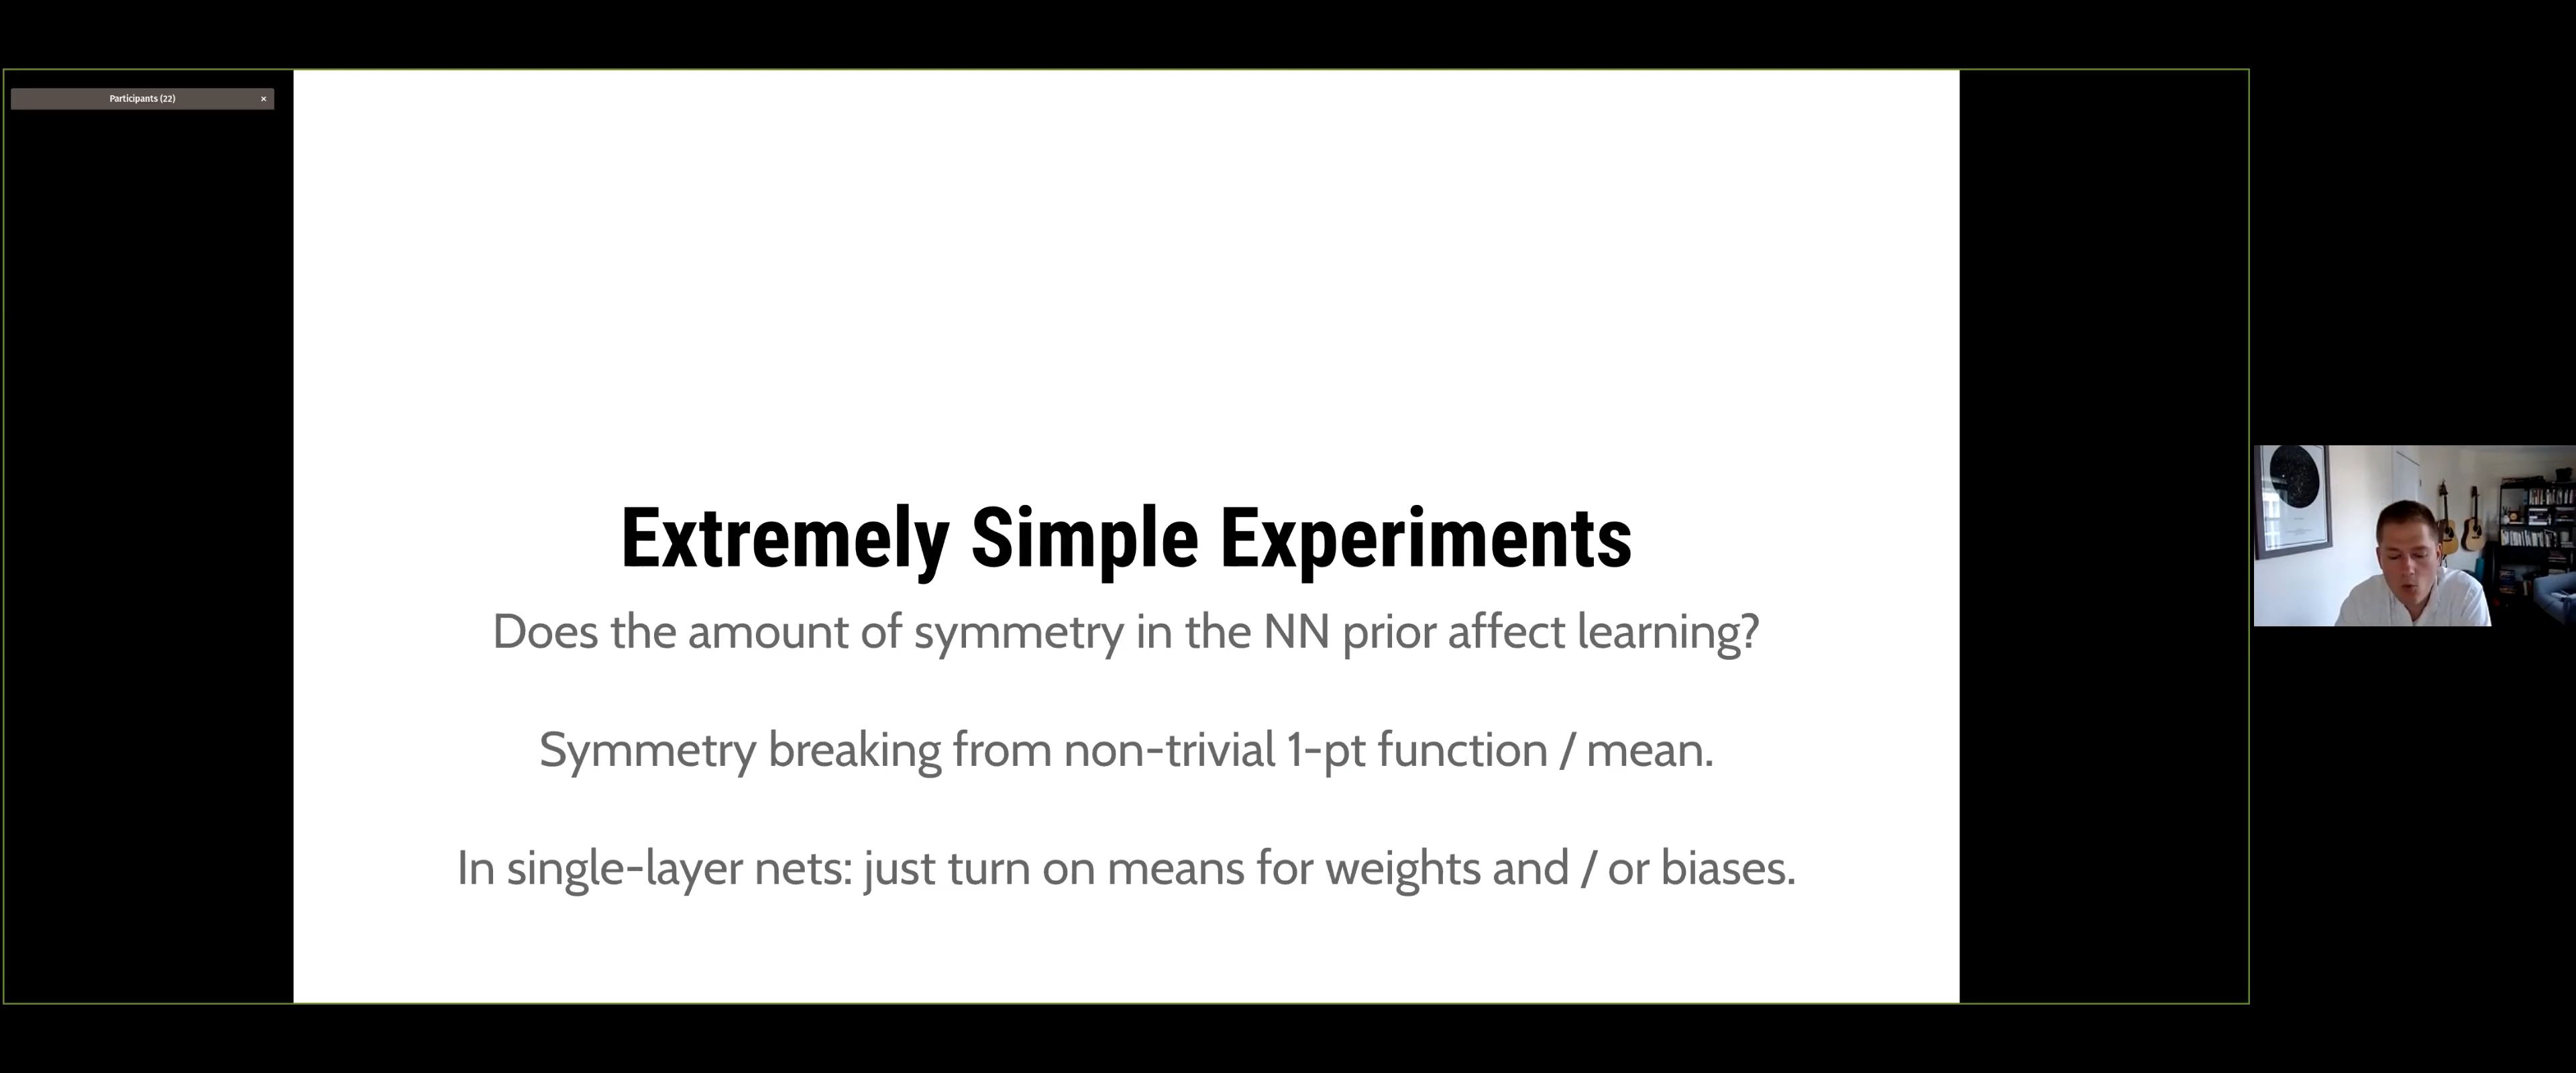 Participants (22)
×
Extremely Simple Experiments
Does the amount of symmetry in the NN prior affect learning?
Symmetry breaking from non-trivial 1-pt function / mean.
In single-layer nets: just turn on means for weights and / or biases.